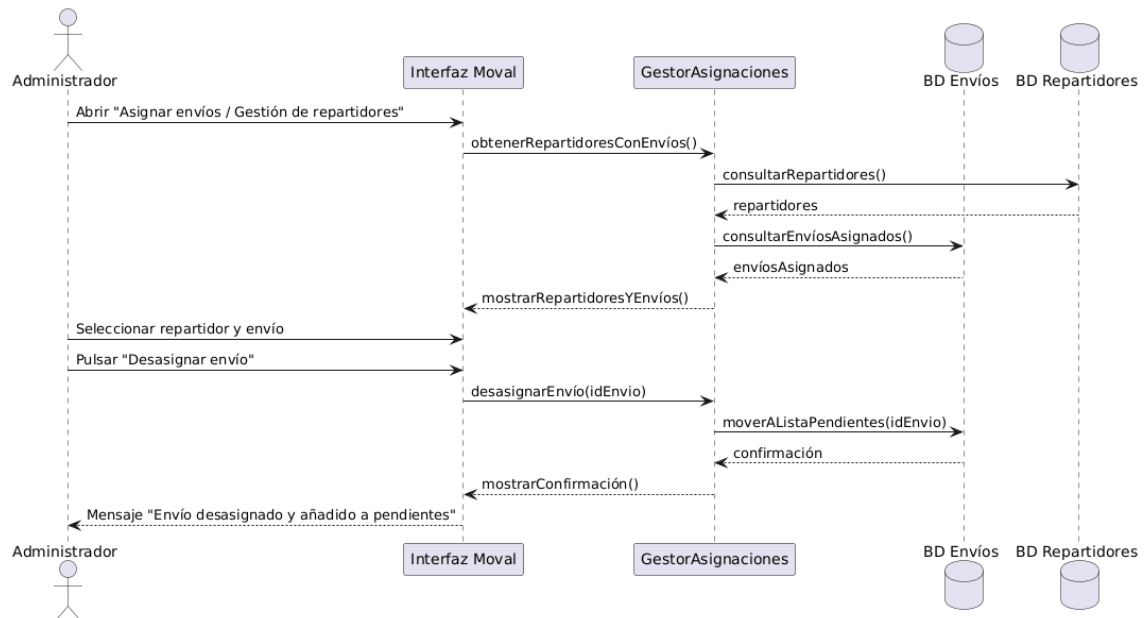 Administrador
Interfaz Moval
GestorAsignaciones
BD Envíos
BD Repartidores
Abrir "Asignar envíos / Gestión de repartidores"
obtenerRepartidoresConEnvíos()
consultarRepartidores()
repartidores
consultarEnvíosAsignados()
envíosAsignados
mostrarRepartidoresYEnvíos()
Seleccionar repartidor y envío
Pulsar "Desasignar envío"
desasignarEnvío(idEnvio)
moverAListaPendientes(idEnvio)
confirmación
mostrarConfirmación()
Mensaje "Envío desasignado y añadido a pendientes"
Administrador
Interfaz Moval
GestorAsignaciones
BD Envíos
BD Repartidores